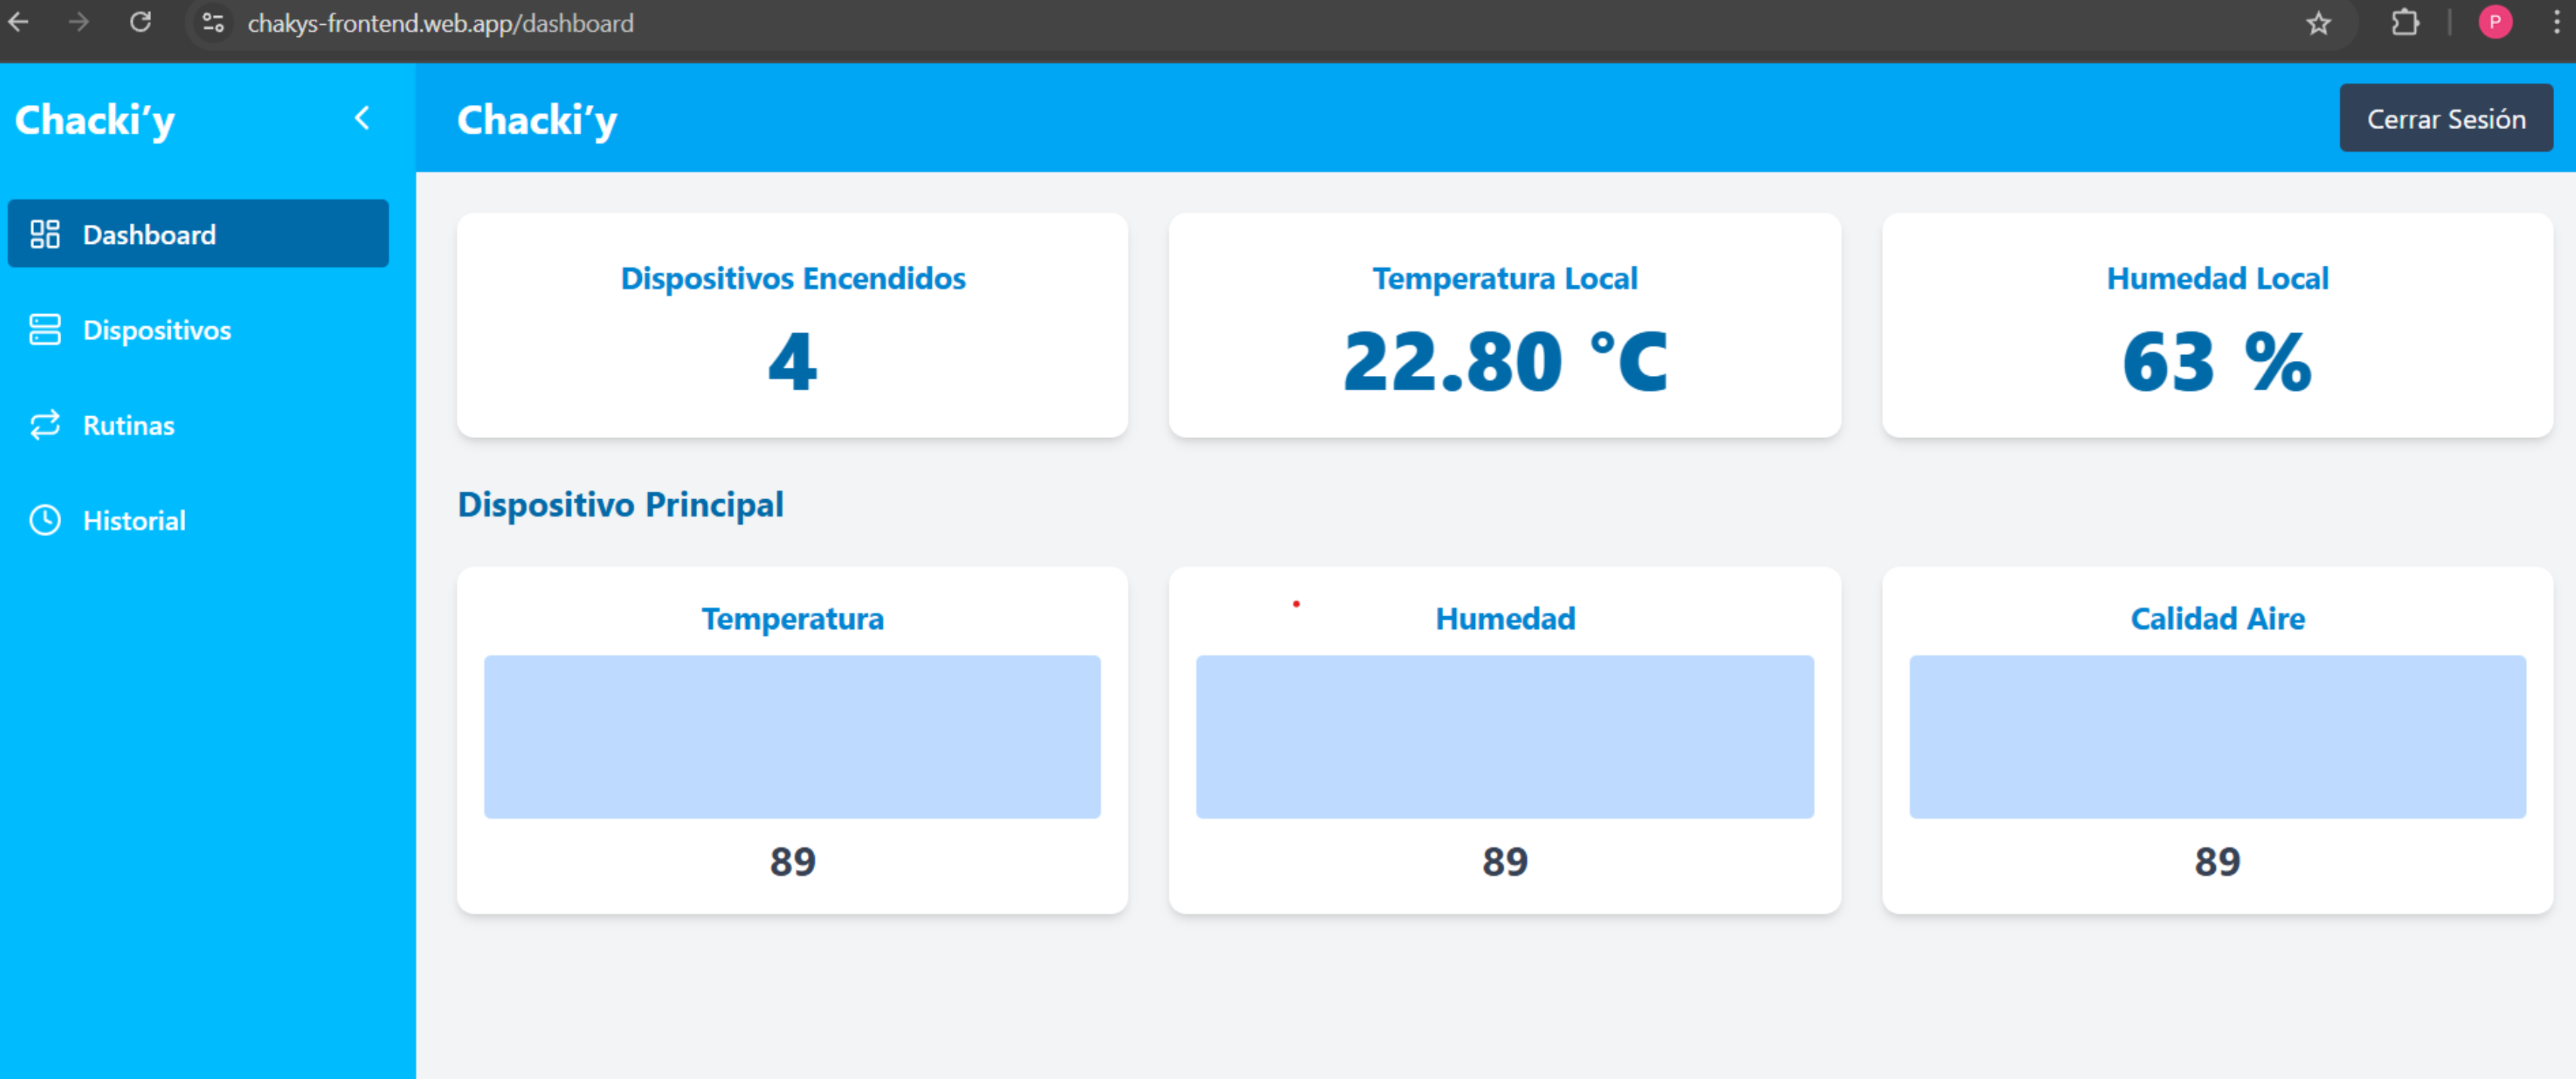 chakys-frontend.web.app/dashboard
P
Chacki’y
Chacki’y
Cerrar Sesión
Dashboard
Dispositivos
Rutinas
Historial
Dispositivos Encendidos
4
Temperatura Local
22.80 °C
Humedad Local
63 %
Dispositivo Principal
Temperatura
89
Humedad
89
Calidad Aire
89